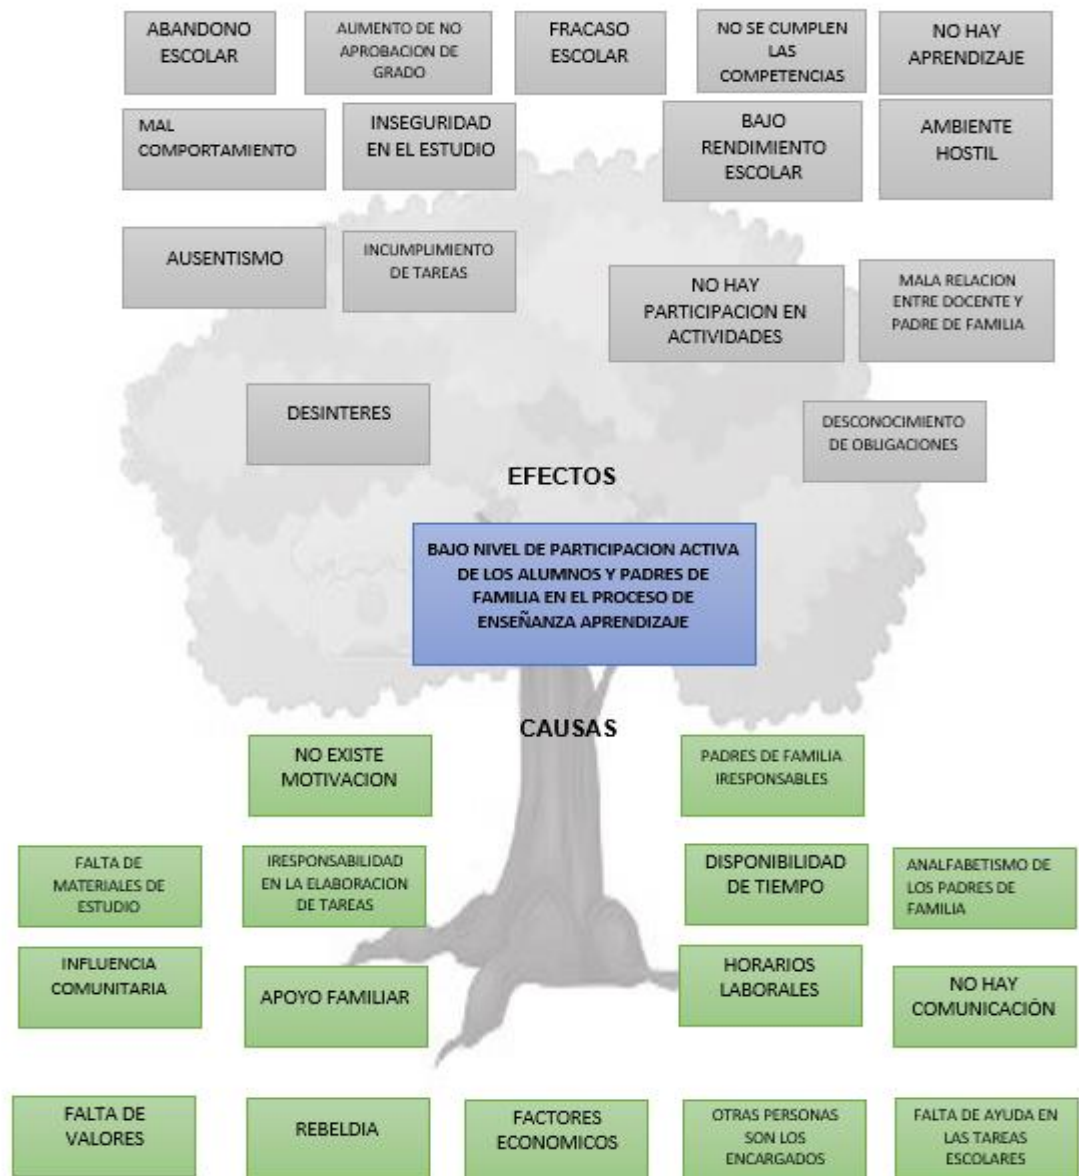 ABANDONO
ESCOLAR
AUMENTO DE NO
APROBACION DE
GRADO
FRACASO
ESCOLAR
NO SE CUMPLEN
LAS
COMPETENCIAS
NO HAY
APRENDIZAJE
MAL
COMPORTAMIENTO
INSEGURIDAD
EN EL ESTUDIO
BAJO
RENDIMIENTO
ESCOLAR
AMBIENTE
HOSTIL
AUSENTISMO
INCUMPLIMIENTO
DE TAREAS
NO HAY
PARTICIPACION EN
ACTIVIDADES
MALA RELACION
ENTRE DOCENTE Y
PADRE DE FAMILIA
DESINTERES
DESCONOCIMIENTO
DE OBLIGACIONES
EFECTOS
BAJO NIVEL DE PARTICIPACION ACTIVA
DE LOS ALUMNOS Y PADRES DE
FAMILIA EN EL PROCESO DE
ENSEÑANZA APRENDIZAJE
CAUSAS
NO EXISTE
MOTIVACION
PADRES DE FAMILIA
IRESPONSABLES
FALTA DE
MATERIALES DE
ESTUDIO
IRESPONSABILIDAD
EN LA ELABORACION
DE TAREAS
DISPONIBILIDAD
DE TIEMPO
ANALFABETISMO DE
LOS PADRES DE
FAMILIA
INFLUENCIA
COMUNITARIA
APOYO FAMILIAR
HORARIOS
LABORALES
NO HAY
COMUNICACIÓN
FALTA DE
VALORES
REBELDIA
FACTORES
ECONOMICOS
OTRAS PERSONAS
SON LOS
ENCARGADOS
FALTA DE AYUDA EN
LAS TAREAS
ESCOLARES